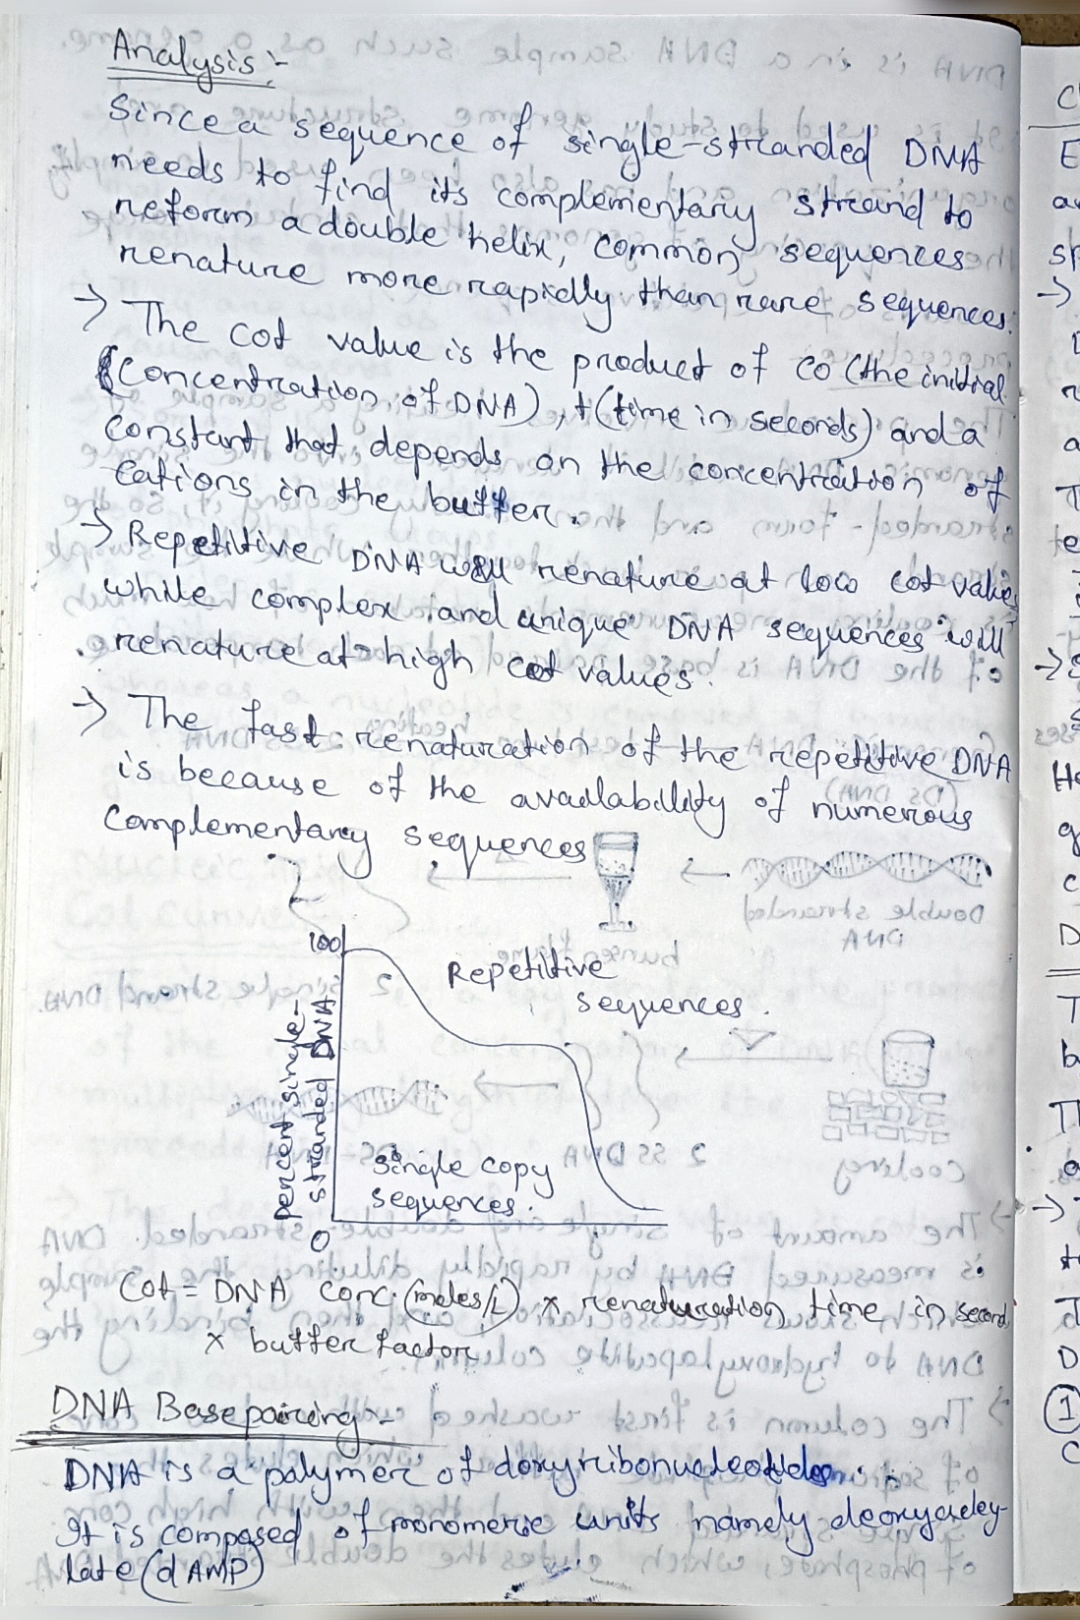 Analysis :-
Since a sequence of single-stranded DNA
needs to find its complementary strand to
reform a double helix, common sequences
renature more rapidly than rare sequences.
→ The cot value is the product of co (the initial
(Concentration of DNA), t (time in seconds) and a
constant that depends on the concentration of
cations in the buffer.
→ Repetitive DNA will renature at low cot values
while complex and unique DNA sequences will
renature at high cot values.
→ The fast renaturation of the repetitive DNA
is because of the availability of numerous
Complementary sequences
100
Repetitive
sequences.
percent single-
stranded DNA
Single copy
sequences.
0
Cot = DNA conc. (moles/L) × renaturation time in second
× buffer factor
DNA Base pairing :-
DNA is a polymer of
It is composed of monomeric units namely deoxyadey-
late (dAMP)